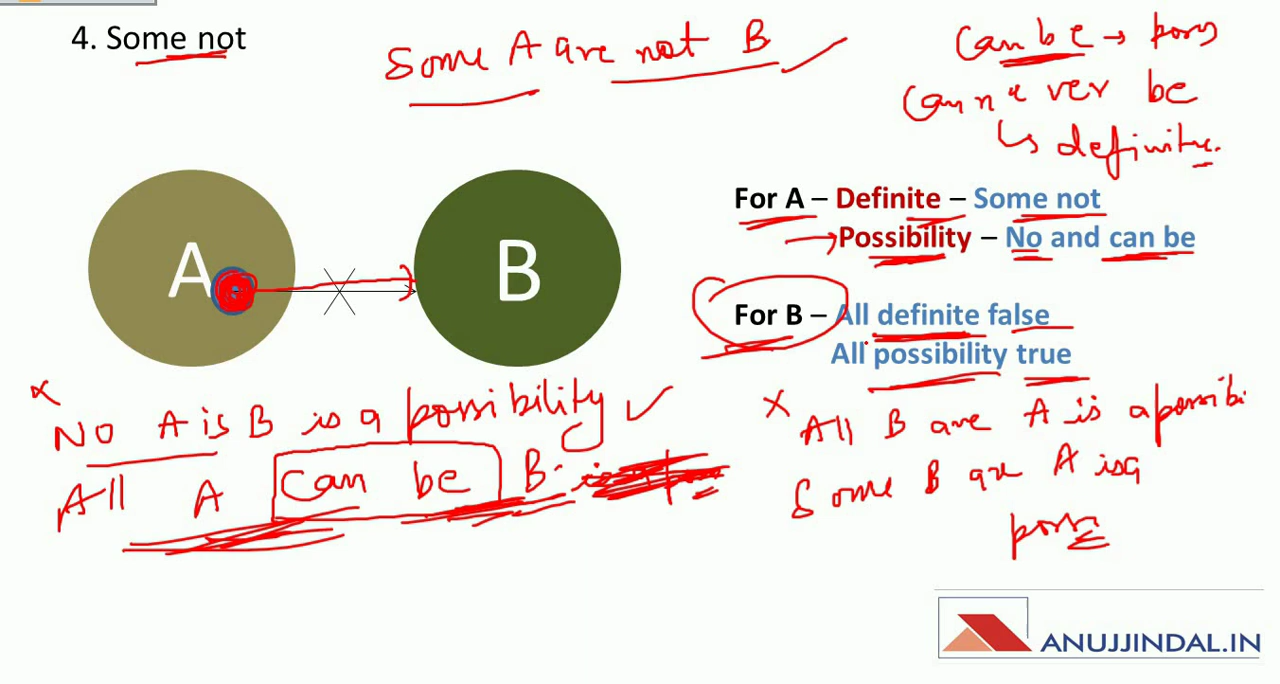 4. Some not
Some A are not B
Can be → poss
Can never be
↳ definite.
A
B
For A – Definite – Some not
Possibility – No and can be
For B – All definite false
All possibility true
No A is B is a possibility ✓
All A Can be B
× All B are A is a possibi
Some B are A is a
poss
ANUJJINDAL.IN